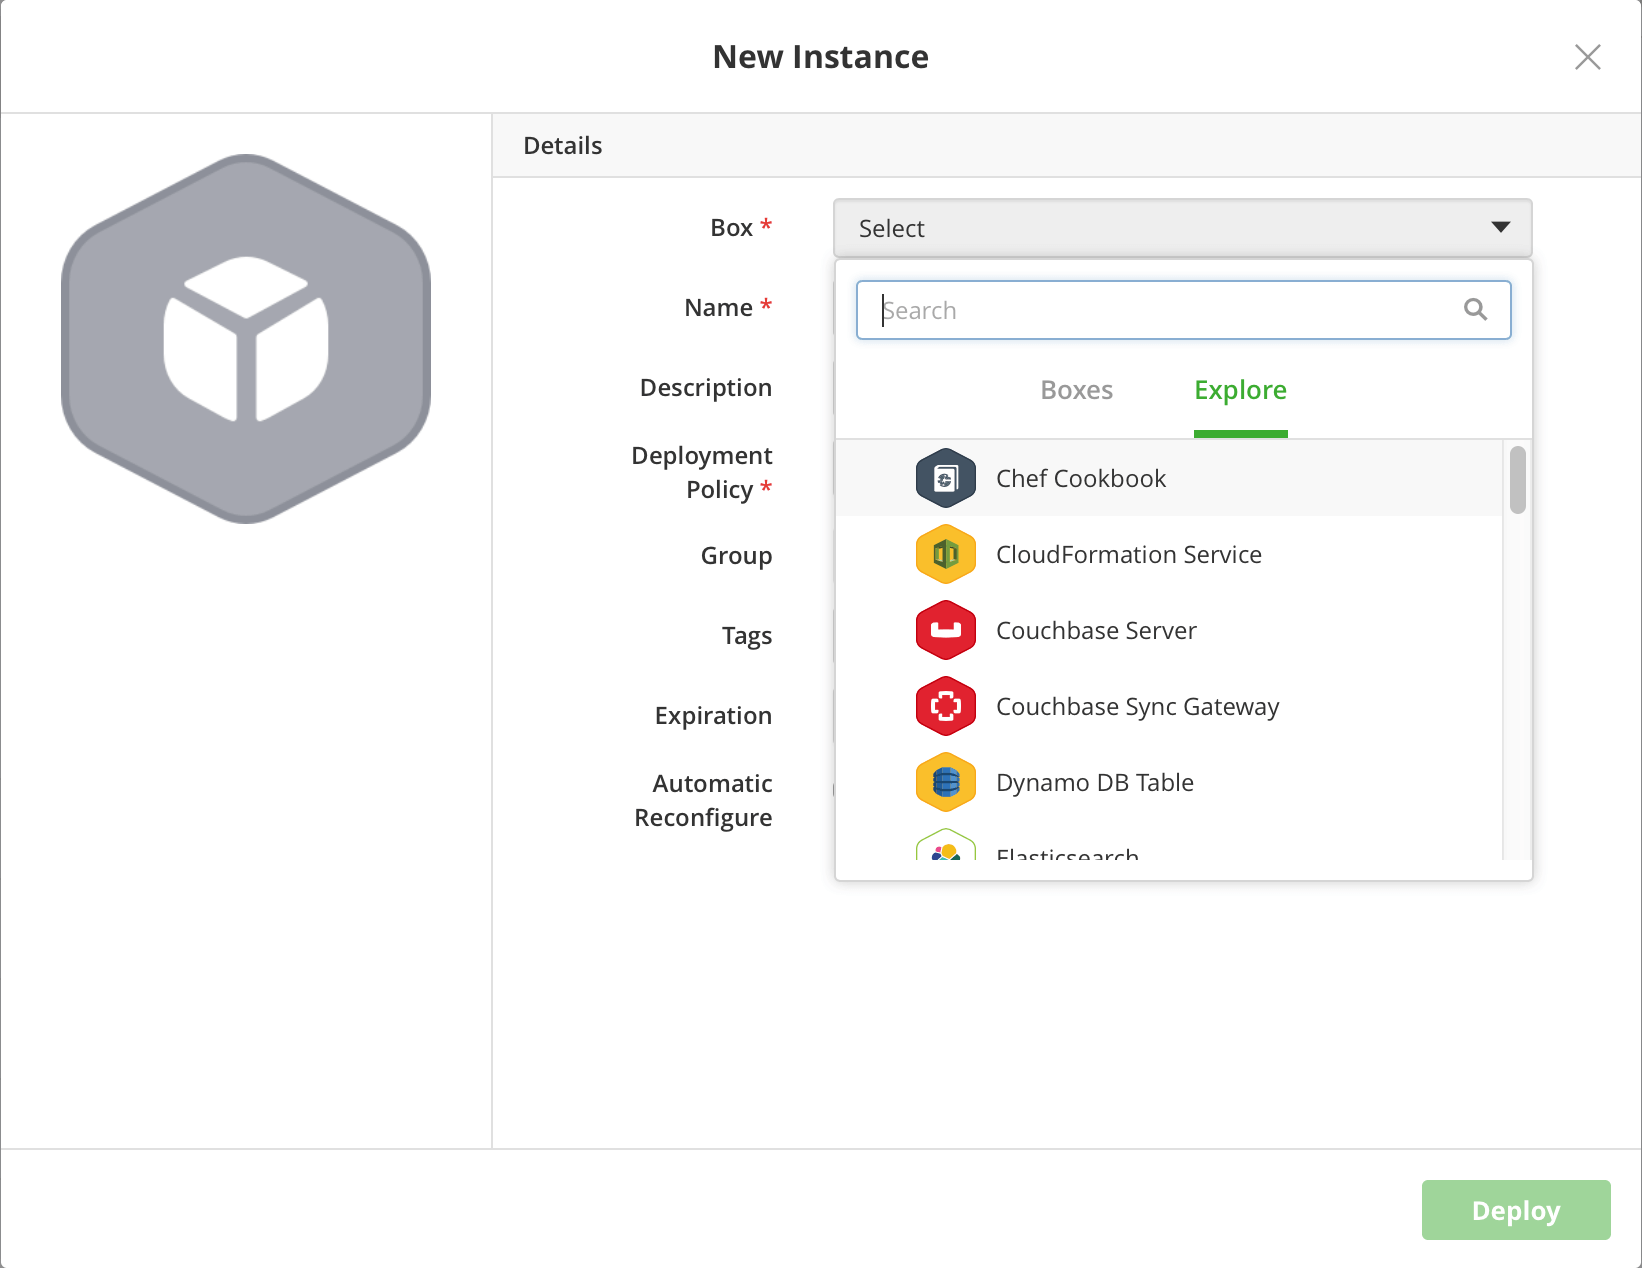 New Instance
Details
Box *
Select
Name *
Search
Description
Boxes
Explore
Deployment
Policy *
Chef Cookbook
Group
CloudFormation Service
Tags
Couchbase Server
Expiration
Couchbase Sync Gateway
Automatic
Reconfigure
Dynamo DB Table
Elasticsearch
Deploy